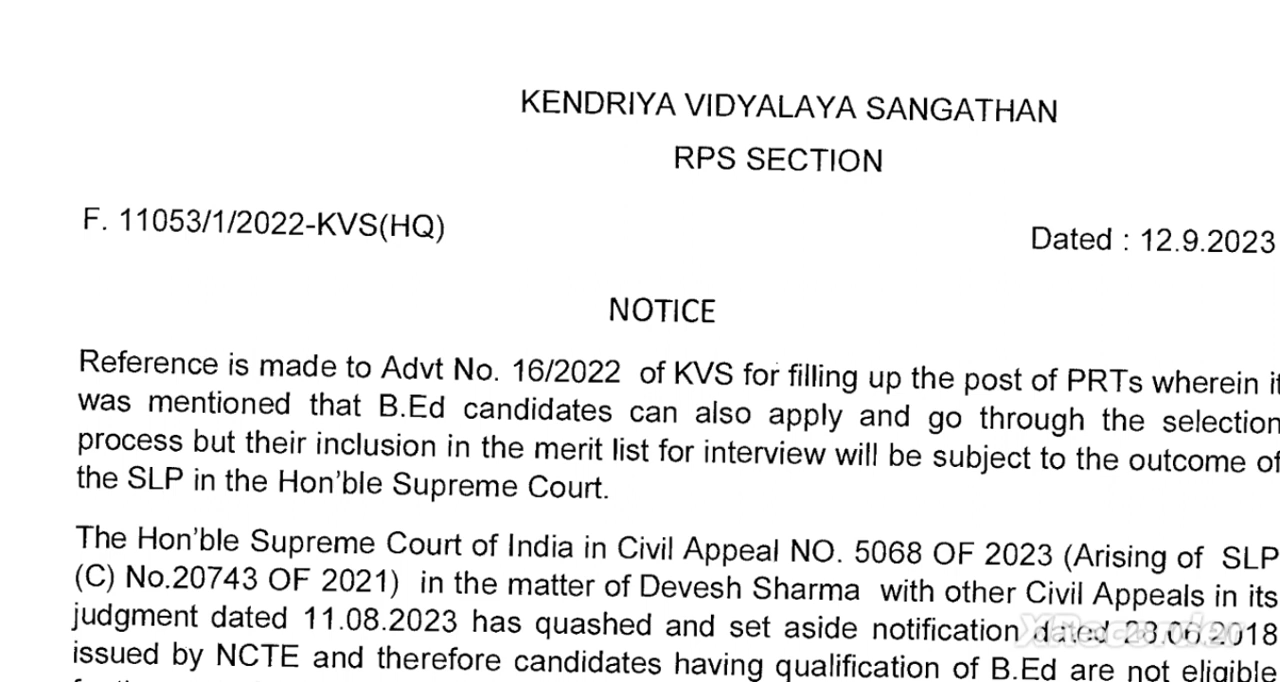 KENDRIYA VIDYALAYA SANGATHAN
RPS SECTION
F. 11053/1/2022-KVS(HQ)
Dated : 12.9.2023
NOTICE
Reference is made to Advt No. 16/2022 of KVS for filling up the post of PRTs wherein it
was mentioned that B.Ed candidates can also apply and go through the selection
process but their inclusion in the merit list for interview will be subject to the outcome of
the SLP in the Hon'ble Supreme Court.
The Hon'ble Supreme Court of India in Civil Appeal NO. 5068 OF 2023 (Arising of SLP
(C) No.20743 OF 2021) in the matter of Devesh Sharma with other Civil Appeals in its
judgment dated 11.08.2023 has quashed and set aside notification dated 28.06.2018
issued by NCTE and therefore candidates having qualification of B.Ed are not eligible
XRecorder